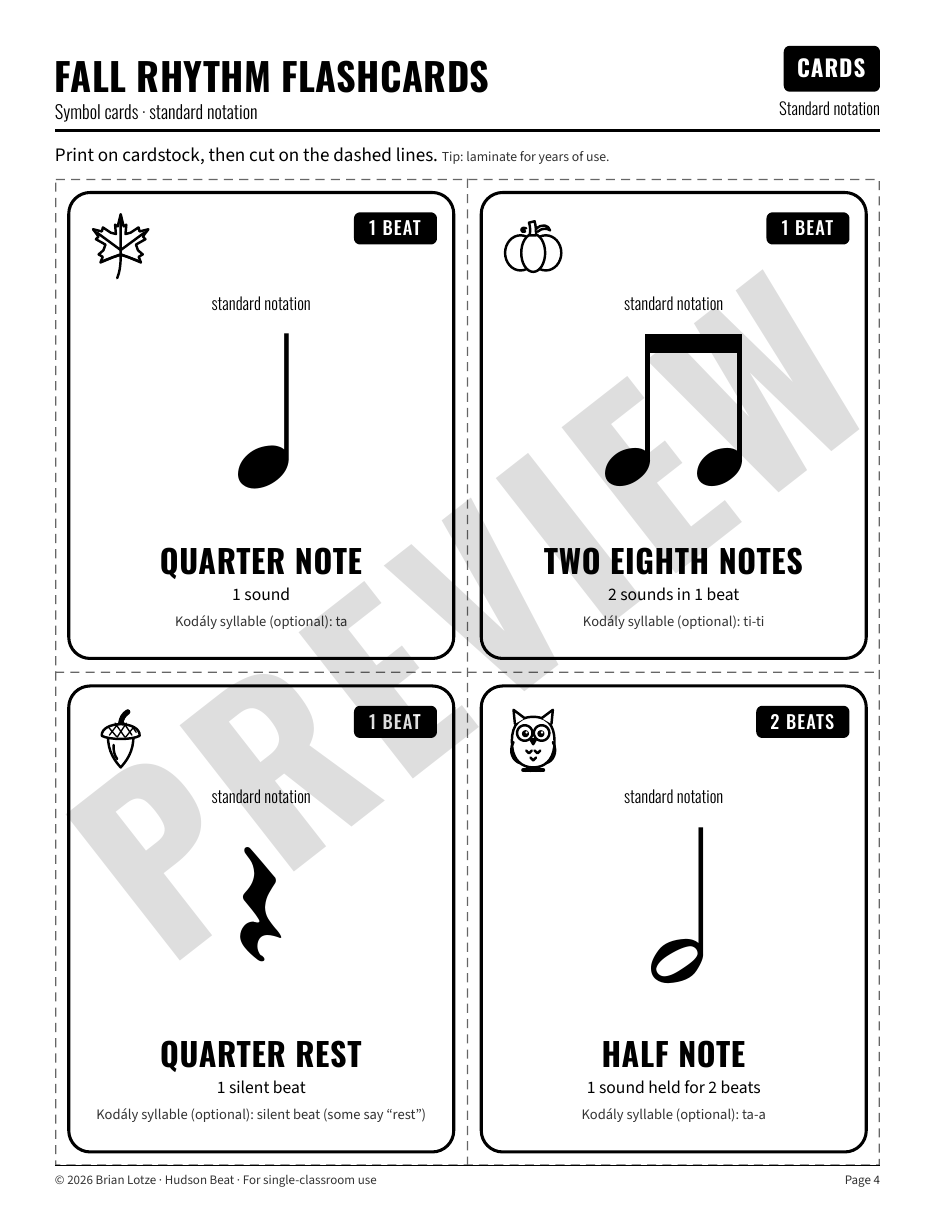 FALL RHYTHM FLASHCARDS
CARDS
Symbol cards · standard notation
Standard notation
Print on cardstock, then cut on the dashed lines. Tip: laminate for years of use.
1 BEAT
standard notation
QUARTER NOTE
1 sound
Kodály syllable (optional): ta
1 BEAT
standard notation
TWO EIGHTH NOTES
2 sounds in 1 beat
Kodály syllable (optional): ti-ti
1 BEAT
standard notation
QUARTER REST
1 silent beat
Kodály syllable (optional): silent beat (some say “rest”)
2 BEATS
standard notation
HALF NOTE
1 sound held for 2 beats
Kodály syllable (optional): ta-a
PREVIEW
© 2026 Brian Lotze · Hudson Beat · For single-classroom use
Page 4